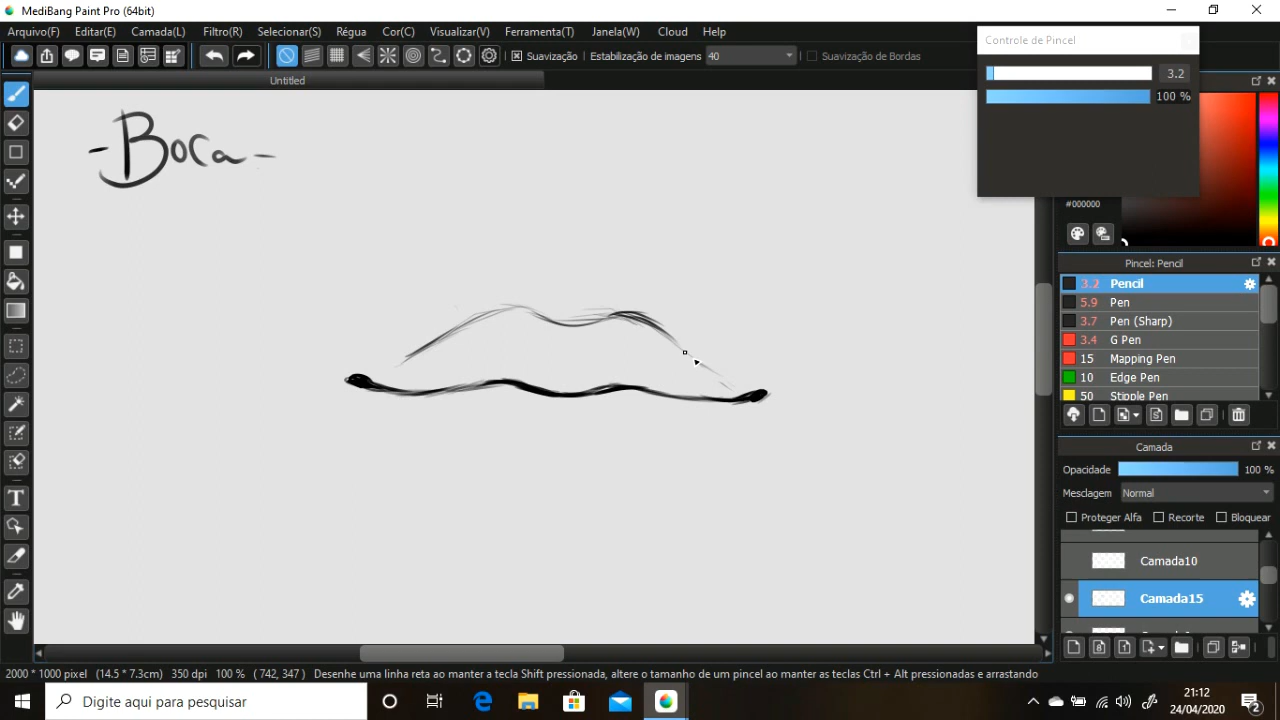 MediBang Paint Pro (64bit)
Arquivo(F) Editar(E) Camada(L) Filtro(R) Selecionar(S) Régua Cor(C) Visualizar(V) Ferramenta(T) Janela(W) Cloud Help
Suavização Estabilização de imagens 40 Suavização de Bordas
Controle de Pincel
Untitled
3.2
100 %
-Boca-
#000000
Pincel: Pencil
3.2 Pencil
5.9 Pen
3.7 Pen (Sharp)
3.4 G Pen
15 Mapping Pen
10 Edge Pen
50 Stipple Pen
Camada
Opacidade 100 %
Mesclagem Normal
Proteger Alfa Recorte Bloquear
Camada10
Camada15
2000 * 1000 pixel (14.5 * 7.3cm) 350 dpi 100 % ( 742, 347 ) Desenhe uma linha reta ao manter a tecla Shift pressionada, altere o tamanho de um pincel ao manter as teclas Ctrl + Alt pressionadas e arrastando
Digite aqui para pesquisar
21:12
24/04/2020
2